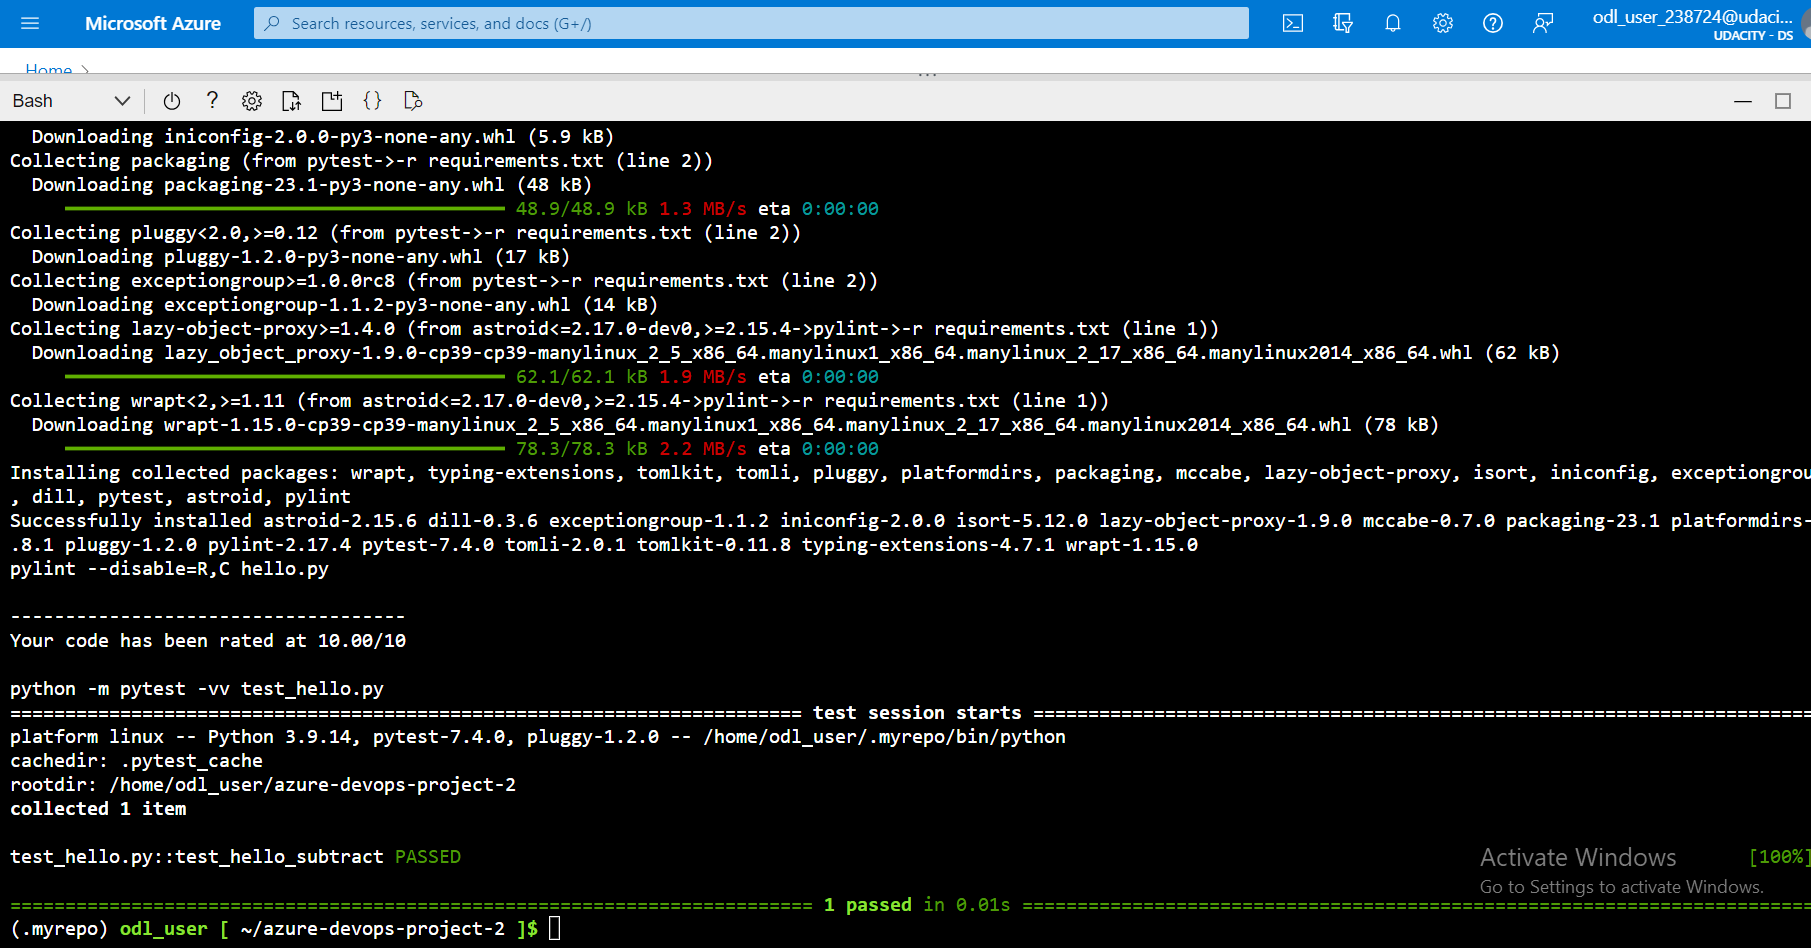 Microsoft Azure
Search resources, services, and docs (G+/)
odl_user_238724@udaci...
UDACITY - DS
Home >
...
Bash
  Downloading iniconfig-2.0.0-py3-none-any.whl (5.9 kB)
Collecting packaging (from pytest->-r requirements.txt (line 2))
  Downloading packaging-23.1-py3-none-any.whl (48 kB)
48.9/48.9 kB 1.3 MB/s eta 0:00:00
Collecting pluggy<2.0,>=0.12 (from pytest->-r requirements.txt (line 2))
  Downloading pluggy-1.2.0-py3-none-any.whl (17 kB)
Collecting exceptiongroup>=1.0.0rc8 (from pytest->-r requirements.txt (line 2))
  Downloading exceptiongroup-1.1.2-py3-none-any.whl (14 kB)
Collecting lazy-object-proxy>=1.4.0 (from astroid<=2.17.0-dev0,>=2.15.4->pylint->-r requirements.txt (line 1))
  Downloading lazy_object_proxy-1.9.0-cp39-cp39-manylinux_2_5_x86_64.manylinux1_x86_64.manylinux_2_17_x86_64.manylinux2014_x86_64.whl (62 kB)
62.1/62.1 kB 1.9 MB/s eta 0:00:00
Collecting wrapt<2,>=1.11 (from astroid<=2.17.0-dev0,>=2.15.4->pylint->-r requirements.txt (line 1))
  Downloading wrapt-1.15.0-cp39-cp39-manylinux_2_5_x86_64.manylinux1_x86_64.manylinux_2_17_x86_64.manylinux2014_x86_64.whl (78 kB)
78.3/78.3 kB 2.2 MB/s eta 0:00:00
Installing collected packages: wrapt, typing-extensions, tomlkit, tomli, pluggy, platformdirs, packaging, mccabe, lazy-object-proxy, isort, iniconfig, exceptiongrou
, dill, pytest, astroid, pylint
Successfully installed astroid-2.15.6 dill-0.3.6 exceptiongroup-1.1.2 iniconfig-2.0.0 isort-5.12.0 lazy-object-proxy-1.9.0 mccabe-0.7.0 packaging-23.1 platformdirs-
.8.1 pluggy-1.2.0 pylint-2.17.4 pytest-7.4.0 tomli-2.0.1 tomlkit-0.11.8 typing-extensions-4.7.1 wrapt-1.15.0
pylint --disable=R,C hello.py
------------------------------------
Your code has been rated at 10.00/10
python -m pytest -vv test_hello.py
======================================================================== test session starts =======================================================================
platform linux -- Python 3.9.14, pytest-7.4.0, pluggy-1.2.0 -- /home/odl_user/.myrepo/bin/python
cachedir: .pytest_cache
rootdir: /home/odl_user/azure-devops-project-2
collected 1 item
test_hello.py::test_hello_subtract PASSED [100%]
Activate Windows
Go to Settings to activate Windows.
========================================================================= 1 passed in 0.01s ========================================================================
(.myrepo) odl_user [ ~/azure-devops-project-2 ]$